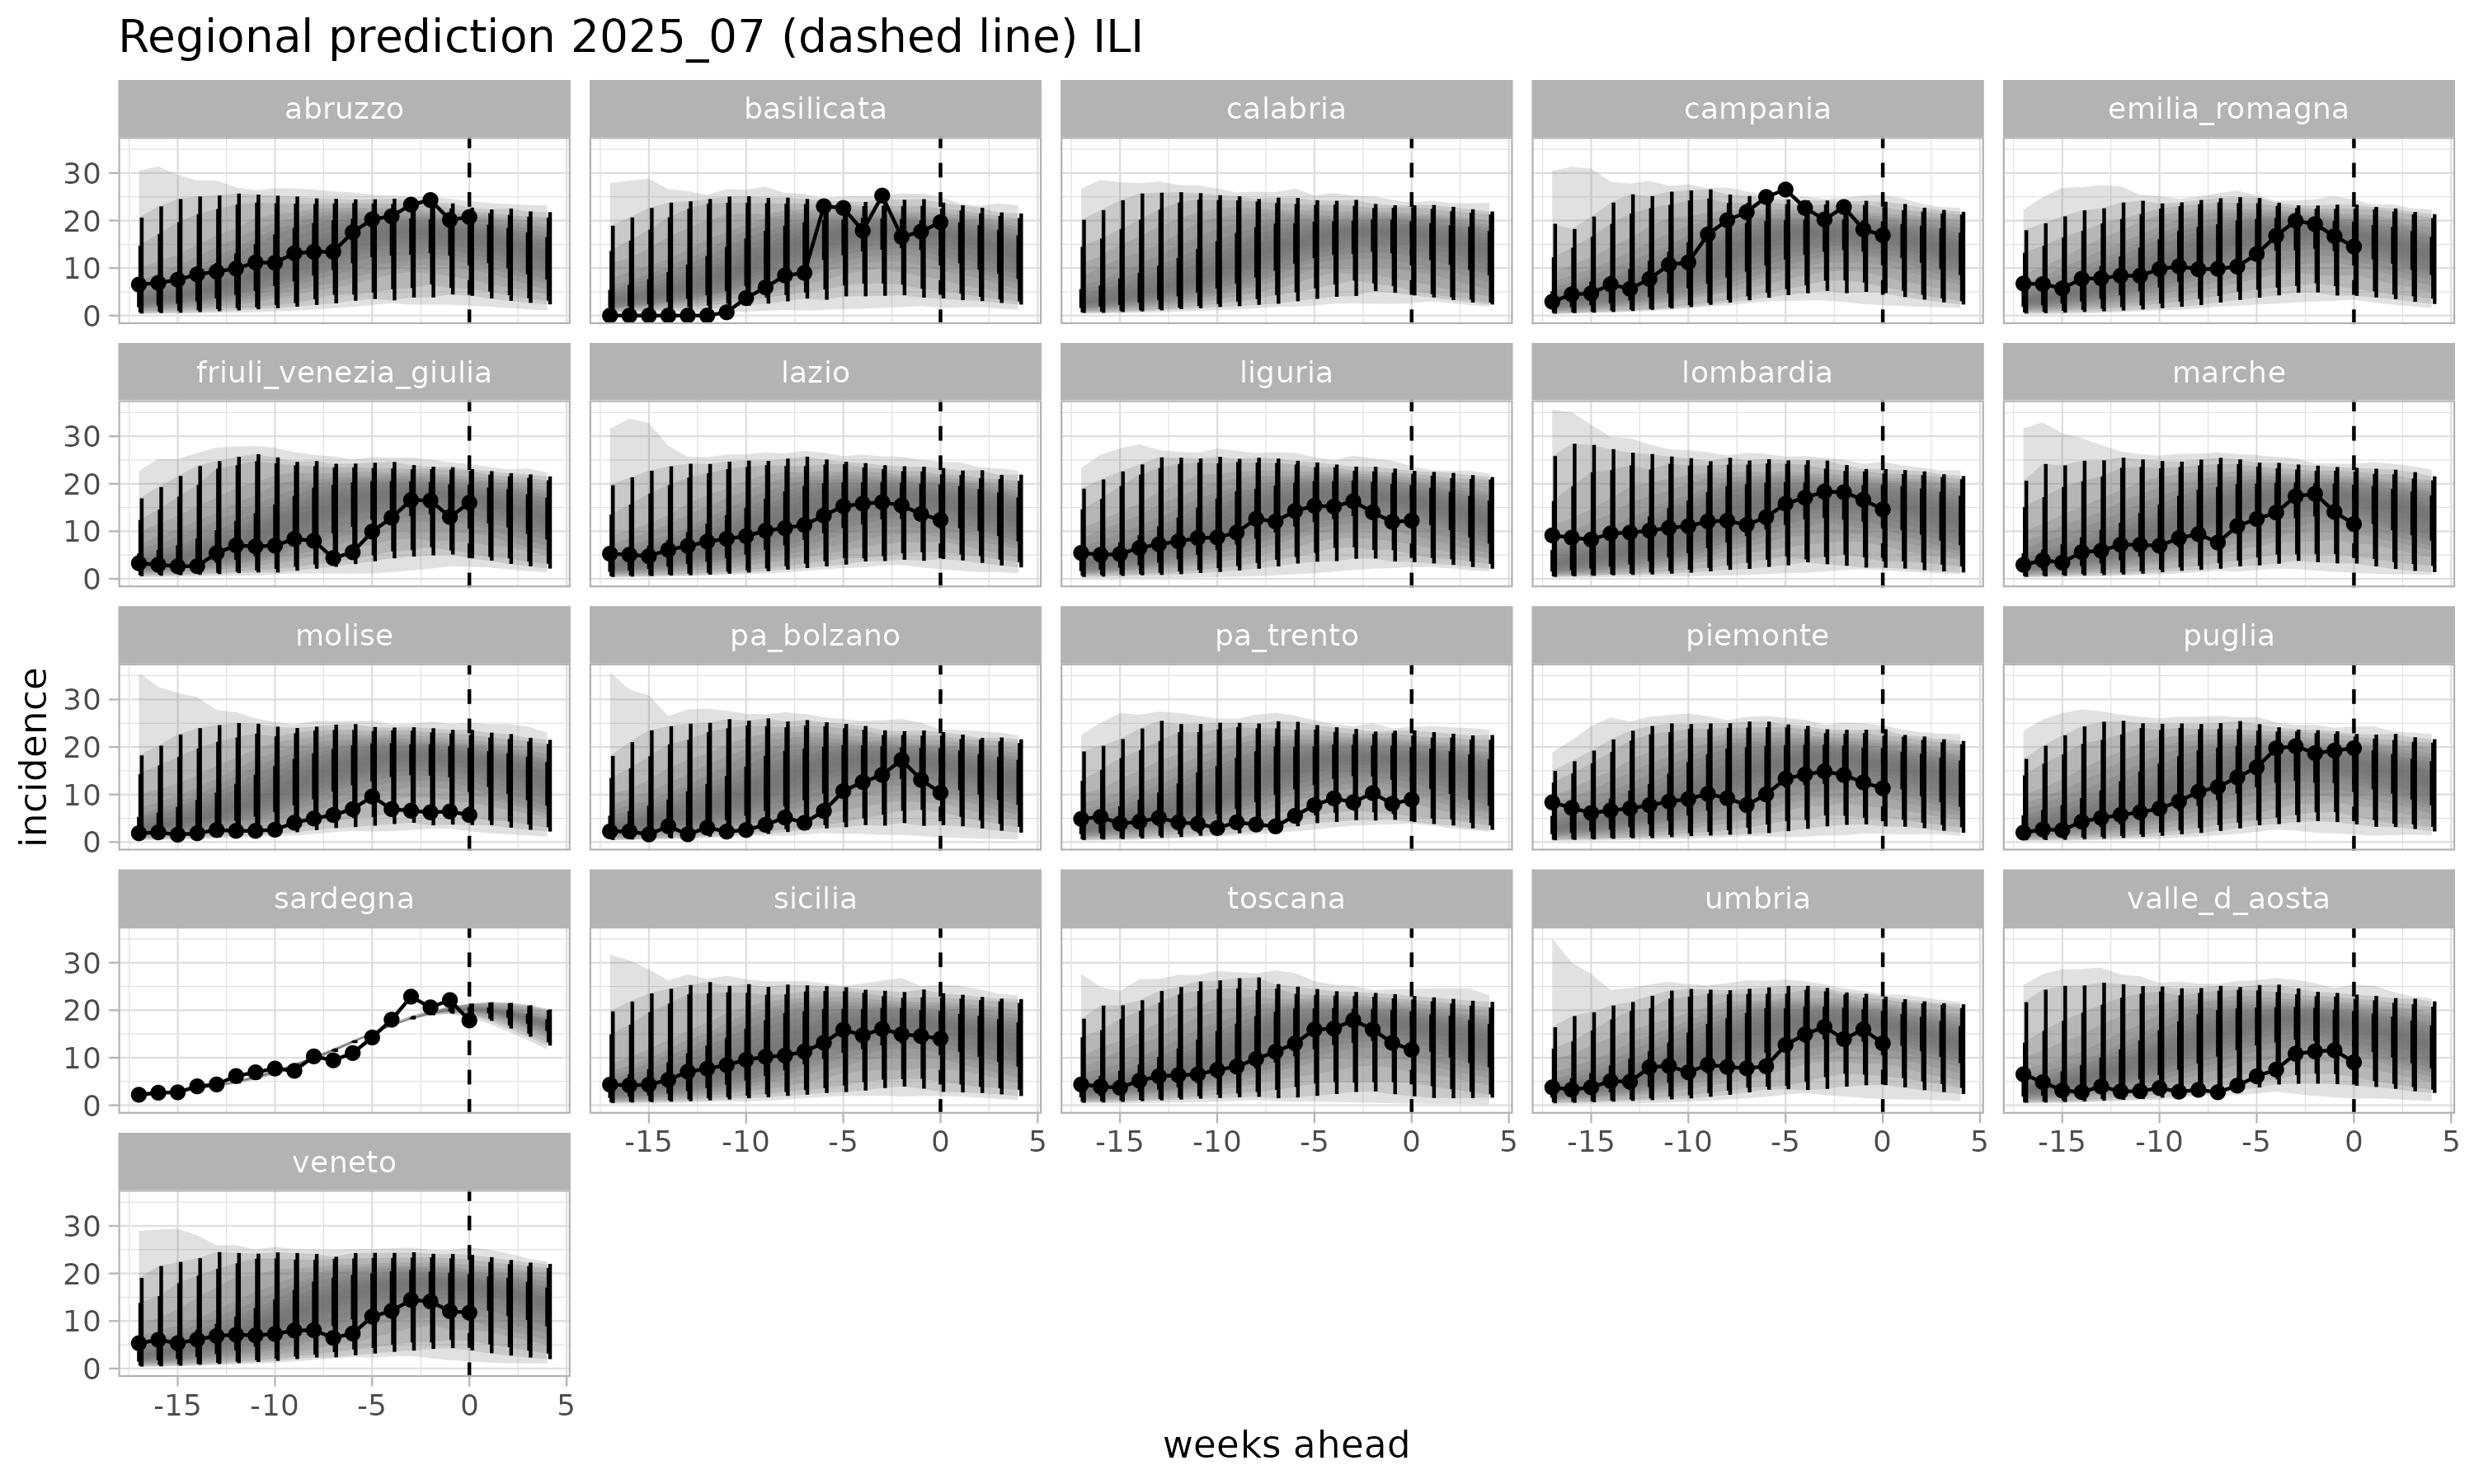 Regional prediction 2025_07 (dashed line) ILI
abruzzo basilicata calabria campania emilia_romagna
30
20
10
0
friuli_venezia_giulia lazio liguria lombardia marche
30
20
10
0
molise pa_bolzano pa_trento piemonte puglia
30
20
10
0
incidence
sardegna sicilia toscana umbria valle_d_aosta
30
20
10
0
-15 -10 -5 0 5 -15 -10 -5 0 5 -15 -10 -5 0 5 -15 -10 -5 0 5
veneto
30
20
10
0
-15 -10 -5 0 5
weeks ahead